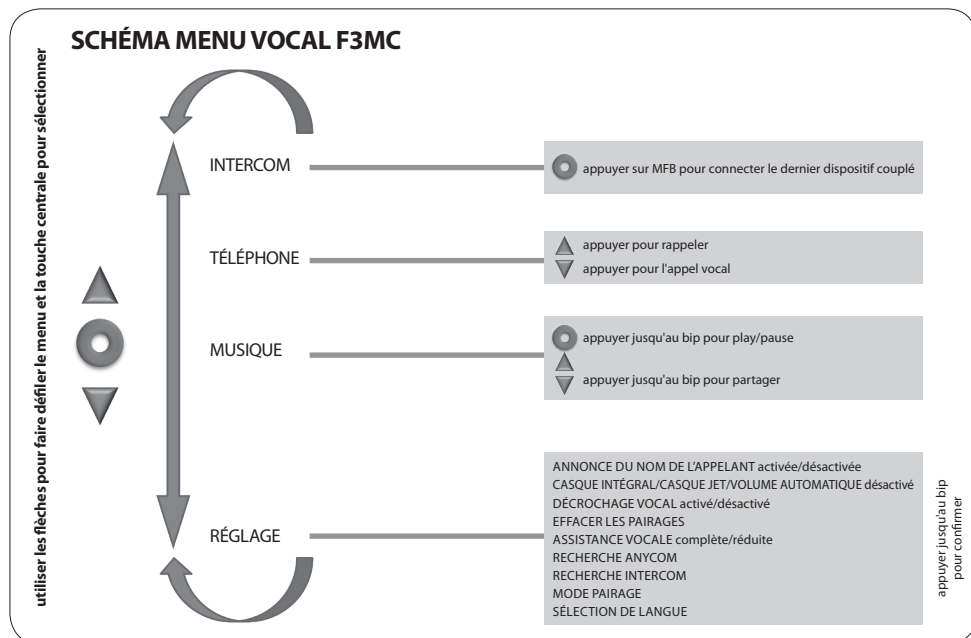 SCHÉMA MENU VOCAL F3MC
utiliser les flèches pour faire défiler le menu et la touche centrale pour sélectionner
INTERCOM
appuyer sur MFB pour connecter le dernier dispositif couplé
TÉLÉPHONE
appuyer pour rappeler
appuyer pour l'appel vocal
MUSIQUE
appuyer jusqu'au bip pour play/pause
appuyer jusqu'au bip pour partager
RÉGLAGE
ANNONCE DU NOM DE L'APPELANT activée/désactivée
CASQUE INTÉGRAL/CASQUE JET/VOLUME AUTOMATIQUE désactivé
DÉCROCHAGE VOCAL activé/désactivé
EFFACER LES PAIRAGES
ASSISTANCE VOCALE complète/réduite
RECHERCHE ANYCOM
RECHERCHE INTERCOM
MODE PAIRAGE
SÉLECTION DE LANGUE
appuyer jusqu'au bip
pour confirmer